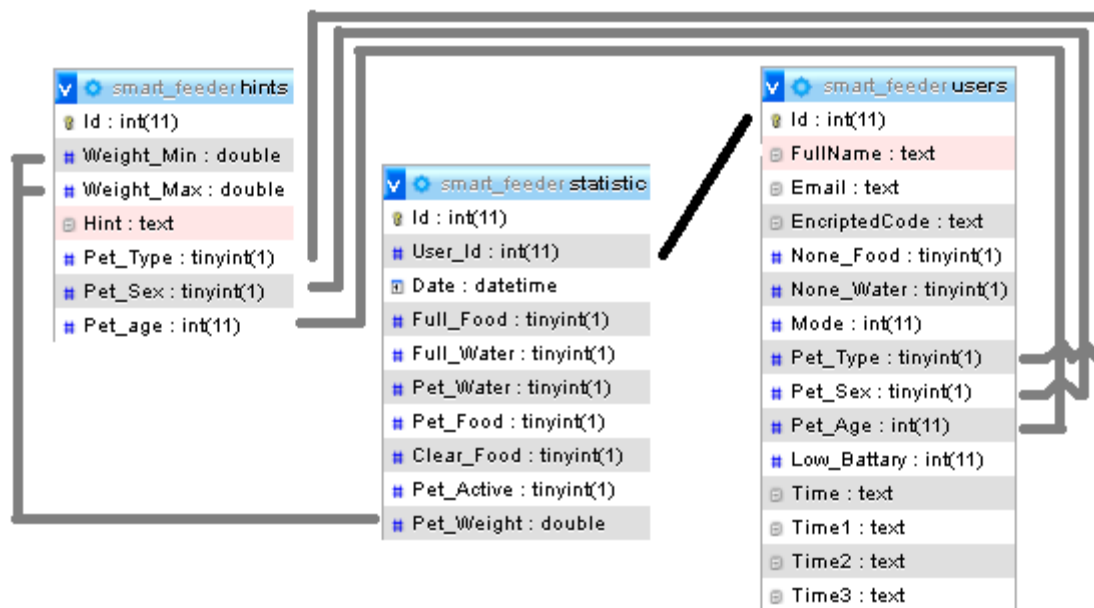 smart_feeder hints
Id : int(11)
Weight_Min : double
Weight_Max : double
Hint : text
Pet_Type : tinyint(1)
Pet_Sex : tinyint(1)
Pet_age : int(11)
smart_feeder statistic
Id : int(11)
User_Id : int(11)
Date : datetime
Full_Food : tinyint(1)
Full_Water : tinyint(1)
Pet_Water : tinyint(1)
Pet_Food : tinyint(1)
Clear_Food : tinyint(1)
Pet_Active : tinyint(1)
Pet_Weight : double
smart_feeder users
Id : int(11)
FullName : text
Email : text
EncriptedCode : text
None_Food : tinyint(1)
None_Water : tinyint(1)
Mode : int(11)
Pet_Type : tinyint(1)
Pet_Sex : tinyint(1)
Pet_Age : int(11)
Low_Battary : int(11)
Time : text
Time1 : text
Time2 : text
Time3 : text